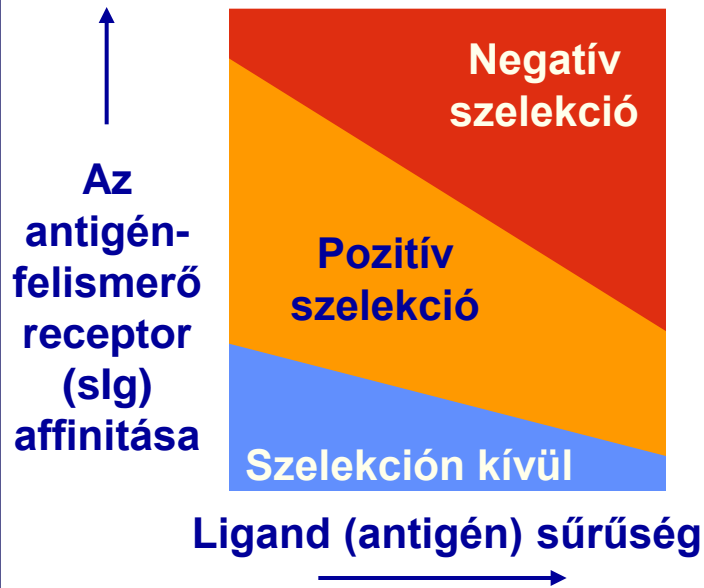 Negatív
szelekció
Az
antigén-
felismerő
receptor
(sIg)
affinitása
Pozitív
szelekció
Szelekción kívül
Ligand (antigén) sűrűség